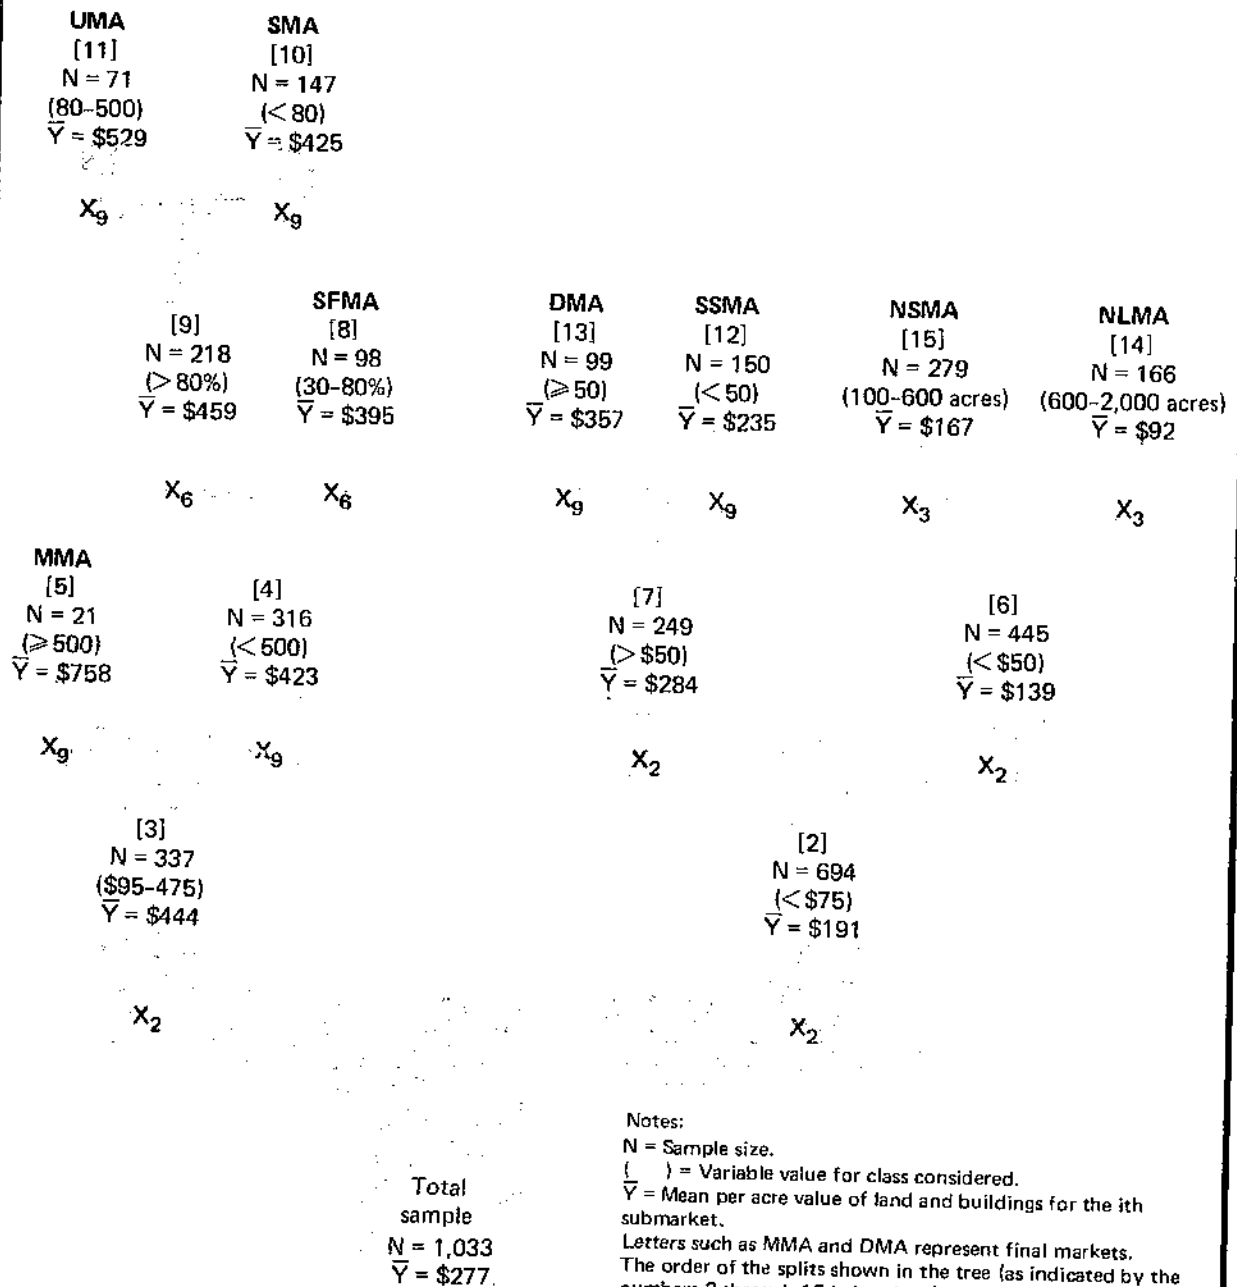 UMA
[11]
N = 71
(80–500)
Y̅ = $529
X₉
SMA
[10]
N = 147
(< 80)
Y̅ = $425
X₉
[9]
N = 218
(> 80%)
Y̅ = $459
X₆
SFMA
[8]
N = 98
(30–80%)
Y̅ = $395
X₆
DMA
[13]
N = 99
(⩾ 50)
Y̅ = $357
X₉
SSMA
[12]
N = 150
(< 50)
Y̅ = $235
X₉
NSMA
[15]
N = 279
(100–600 acres)
Y̅ = $167
X₃
NLMA
[14]
N = 166
(600–2,000 acres)
Y̅ = $92
X₃
MMA
[5]
N = 21
(⩾ 500)
Y̅ = $758
X₉
[4]
N = 316
(< 500)
Y̅ = $423
X₉
[7]
N = 249
(> $50)
Y̅ = $284
X₂
[6]
N = 445
(< $50)
Y̅ = $139
X₂
[3]
N = 337
($95–475)
Y̅ = $444
X₂
[2]
N = 694
(< $75)
Y̅ = $191
X₂
Total
sample
N = 1,033
Y̅ = $277
Notes:
N = Sample size.
( ) = Variable value for class considered.
Y̅ = Mean per acre value of land and buildings for the ith
submarket.
Letters such as MMA and DMA represent final markets.
The order of the splits shown in the tree (as indicated by the